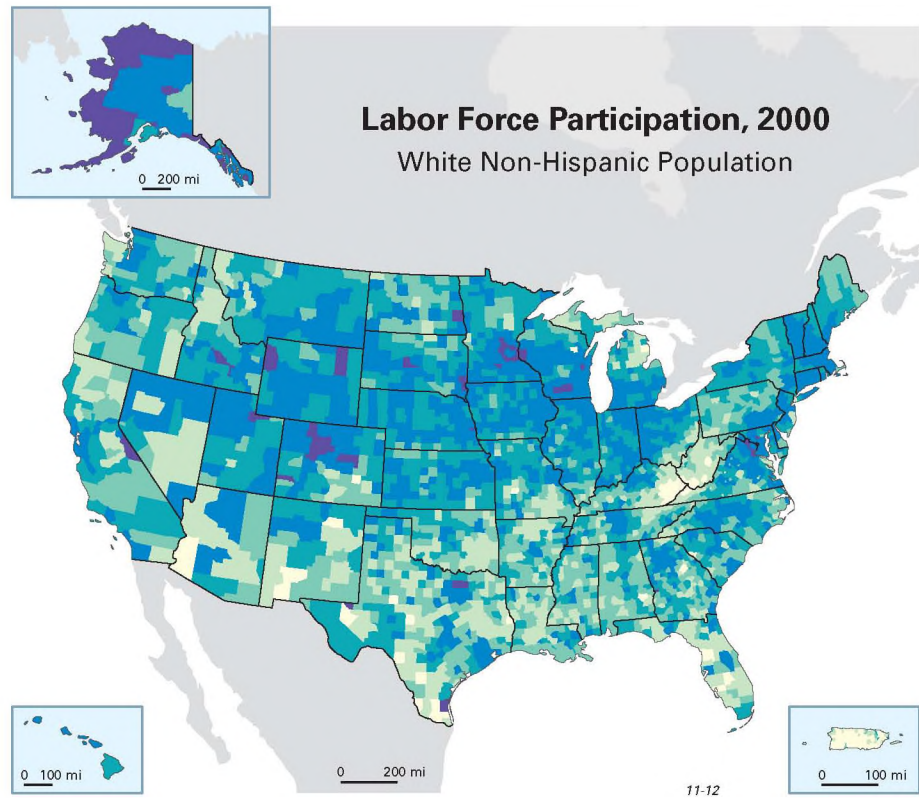 0 200 mi
Labor Force Participation, 2000
White Non-Hispanic Population
0 100 mi
0 200 mi
0 100 mi
11-12